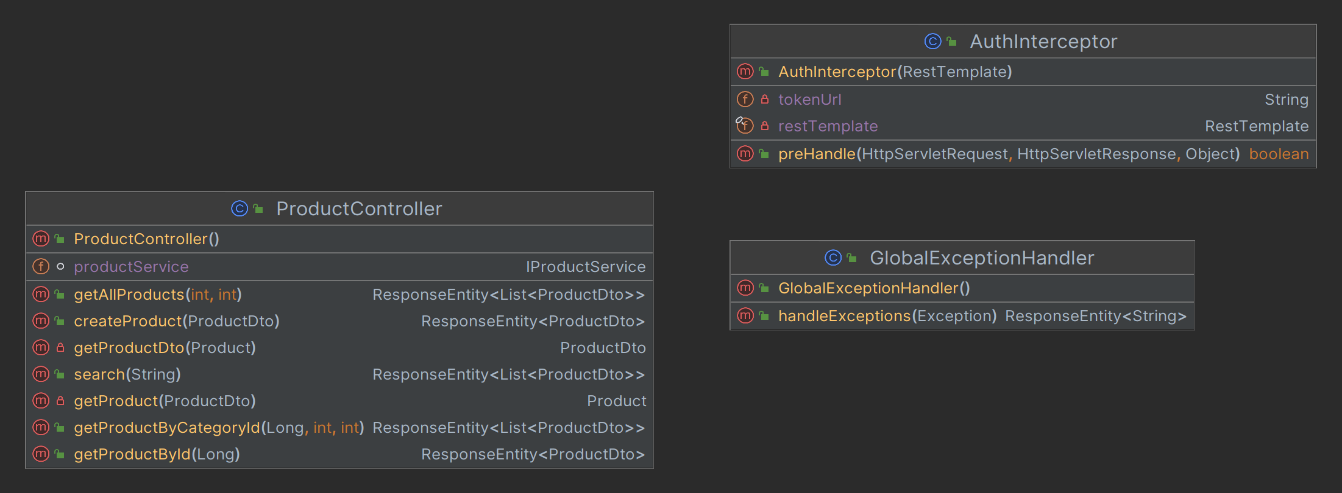 AuthInterceptor
AuthInterceptor(RestTemplate)
tokenUrl String
restTemplate RestTemplate
preHandle(HttpServletRequest, HttpServletResponse, Object) boolean
ProductController
ProductController()
productService IProductService
getAllProducts(int, int) ResponseEntity<List<ProductDto>>
createProduct(ProductDto) ResponseEntity<ProductDto>
getProductDto(Product) ProductDto
search(String) ResponseEntity<List<ProductDto>>
getProduct(ProductDto) Product
getProductByCategoryId(Long, int, int) ResponseEntity<List<ProductDto>>
getProductById(Long) ResponseEntity<ProductDto>
GlobalExceptionHandler
GlobalExceptionHandler()
handleExceptions(Exception) ResponseEntity<String>